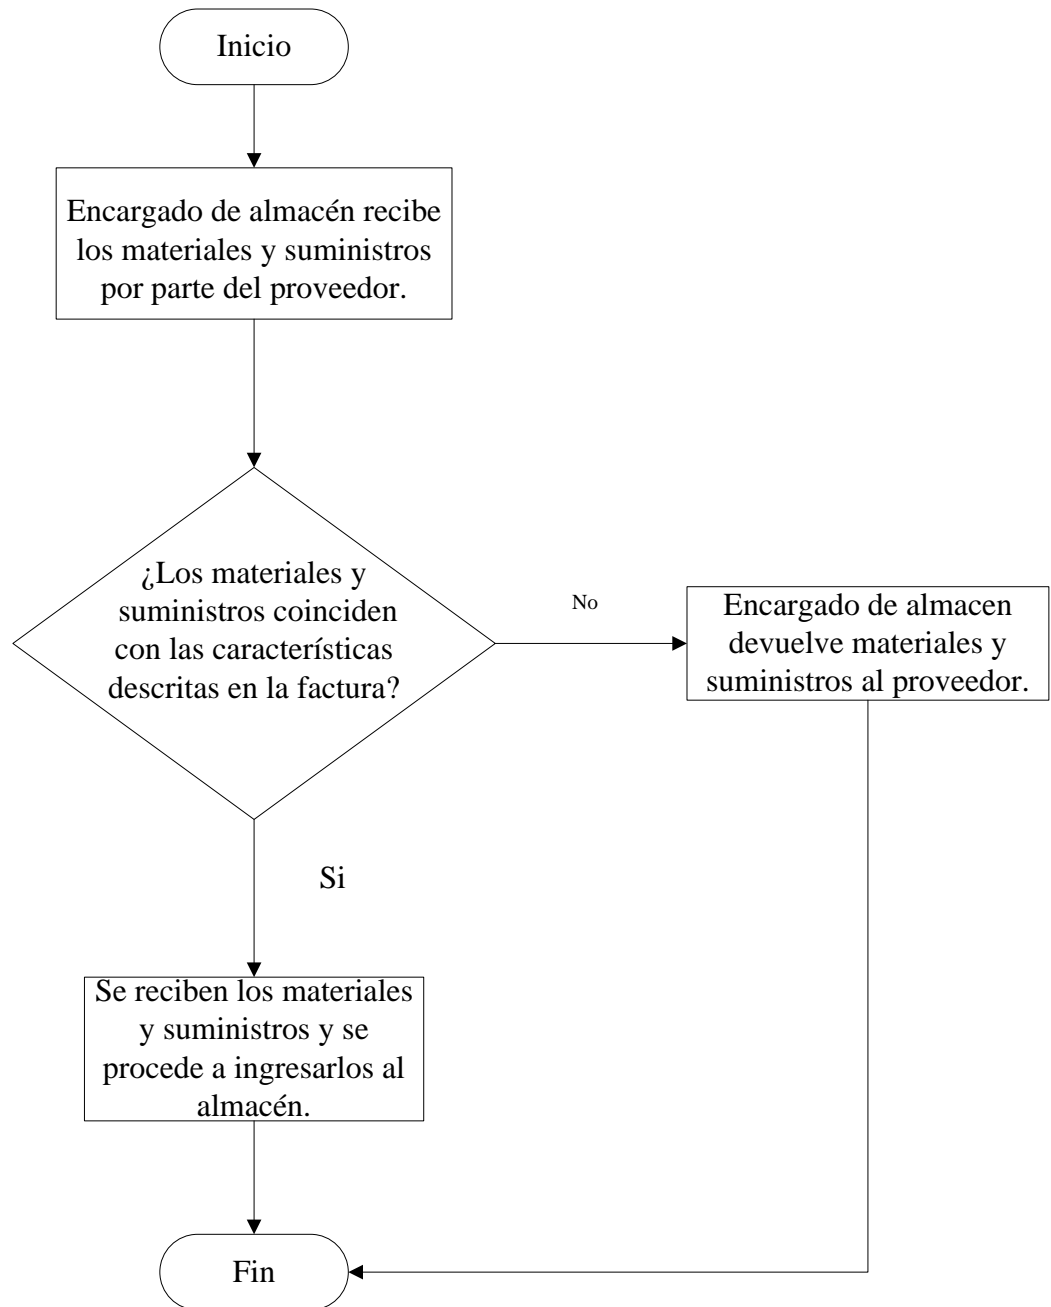 Inicio
Encargado de almacén recibe
los materiales y suministros
por parte del proveedor.
¿Los materiales y
suministros coinciden
con las características
descritas en la factura?
No
Encargado de almacen
devuelve materiales y
suministros al proveedor.
Si
Se reciben los materiales
y suministros y se
procede a ingresarlos al
almacén.
Fin